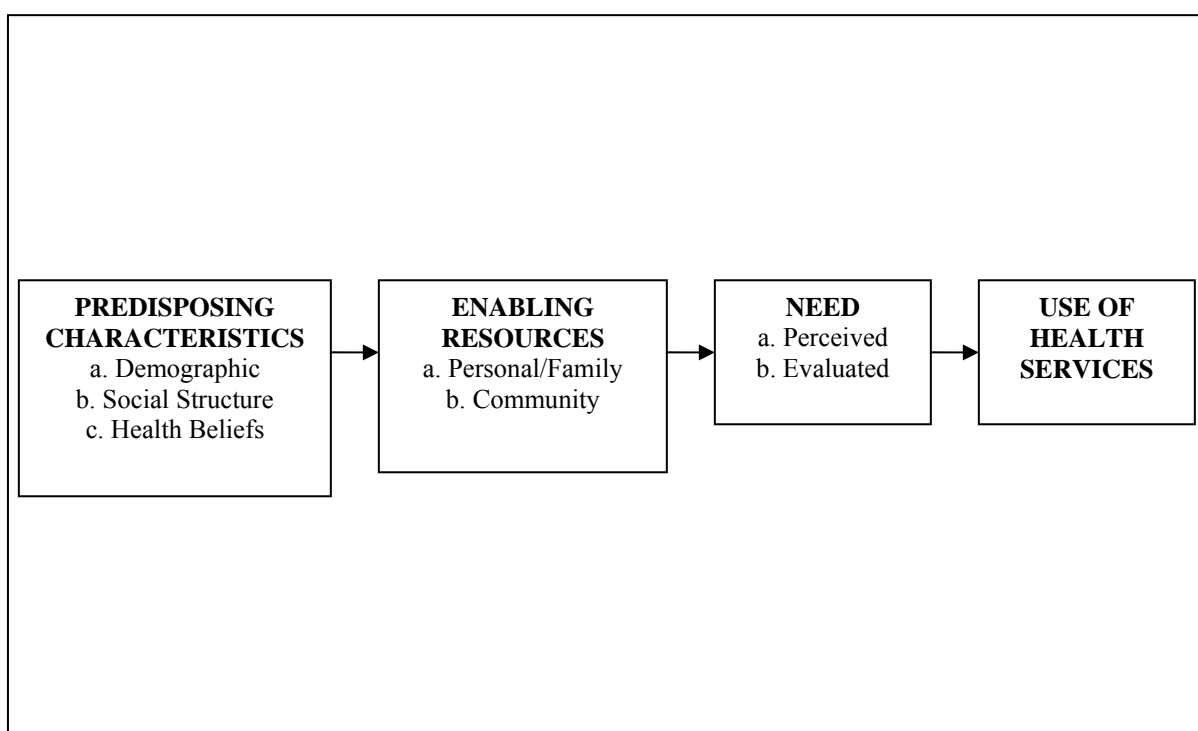 PREDISPOSING
CHARACTERISTICS
a. Demographic
b. Social Structure
c. Health Beliefs
ENABLING
RESOURCES
a. Personal/Family
b. Community
NEED
a. Perceived
b. Evaluated
USE OF
HEALTH
SERVICES